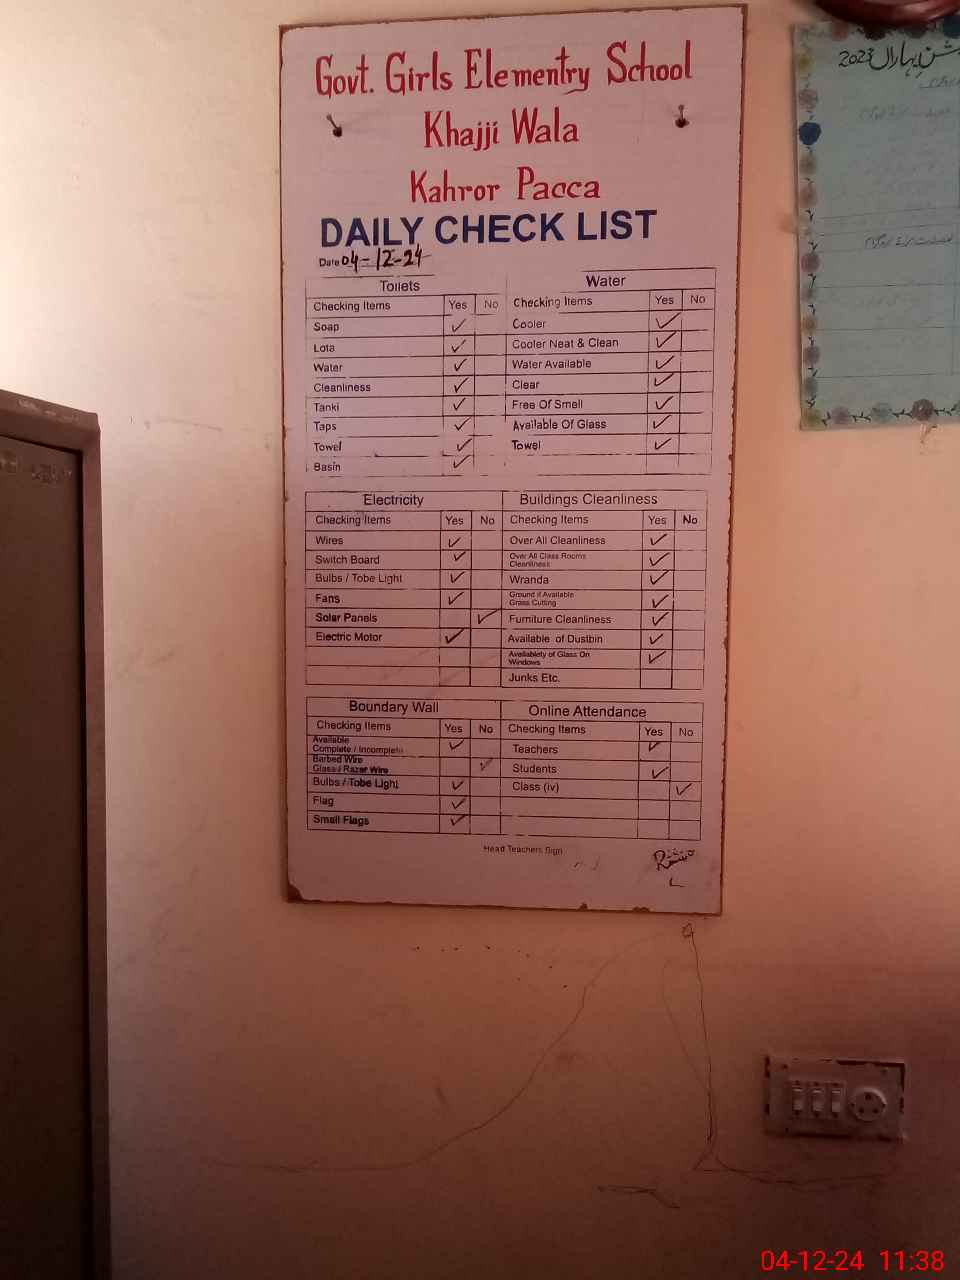 Govt. Girls Elementry School
Khajji Wala
Kahror Pacca
DAILY CHECK LIST
Date 04-12-24
Toilets
Checking Items Yes No
Soap ✓
Lota ✓
Water ✓
Cleanliness ✓
Tanki ✓
Taps ✓
Towel ✓
Basin ✓
Water
Checking Items Yes No
Cooler ✓
Cooler Neat & Clean ✓
Water Available ✓
Clear ✓
Free Of Smell ✓
Available Of Glass ✓
Towel ✓
Electricity
Checking Items Yes No
Wires ✓
Switch Board ✓
Bulbs / Tobe Light ✓
Fans ✓
Solar Panels ✓
Electric Motor ✓
Buildings Cleanliness
Checking Items Yes No
Over All Cleanliness ✓
Over All Class Rooms
Cleanliness ✓
Wranda ✓
Ground if Available
Grass Cutting ✓
Furniture Cleanliness ✓
Available of Dustbin ✓
Availablety of Glass On
Windows ✓
Junks Etc.
Boundary Wall
Checking Items Yes No
Available
Complete / Incomplete ✓
Barbed Wire
Glass / Razer Wire ✓
Bulbs / Tobe Light ✓
Flag ✓
Small Flags ✓
Online Attendance
Checking Items Yes No
Teachers ✓
Students ✓
Class (iv) ✓
Head Teachers Sign
جشنِ بہاراں 2023
04-12-24 11:38